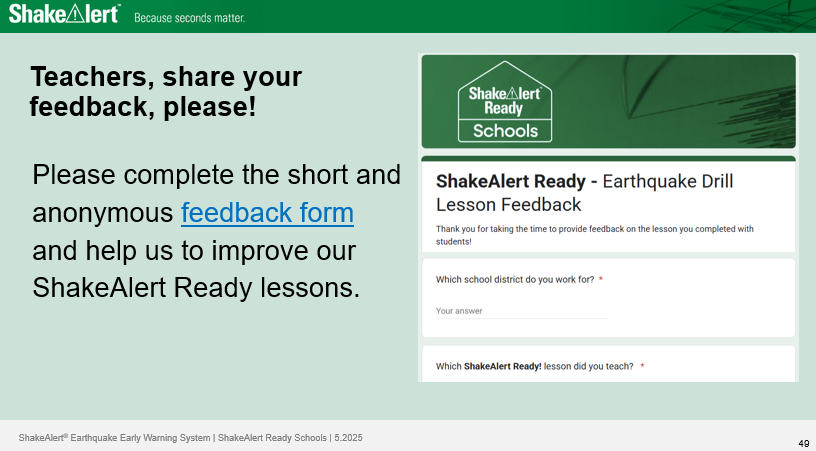 ShakeAlert™ Because seconds matter.
Teachers, share your
feedback, please!
Please complete the short and
anonymous feedback form
and help us to improve our
ShakeAlert Ready lessons.
ShakeAlert™
Ready
Schools
ShakeAlert Ready - Earthquake Drill
Lesson Feedback
Thank you for taking the time to provide feedback on the lesson you completed with
students!
Which school district do you work for? *
Your answer
Which ShakeAlert Ready! lesson did you teach? *
ShakeAlert® Earthquake Early Warning System | ShakeAlert Ready Schools | 5.2025
49